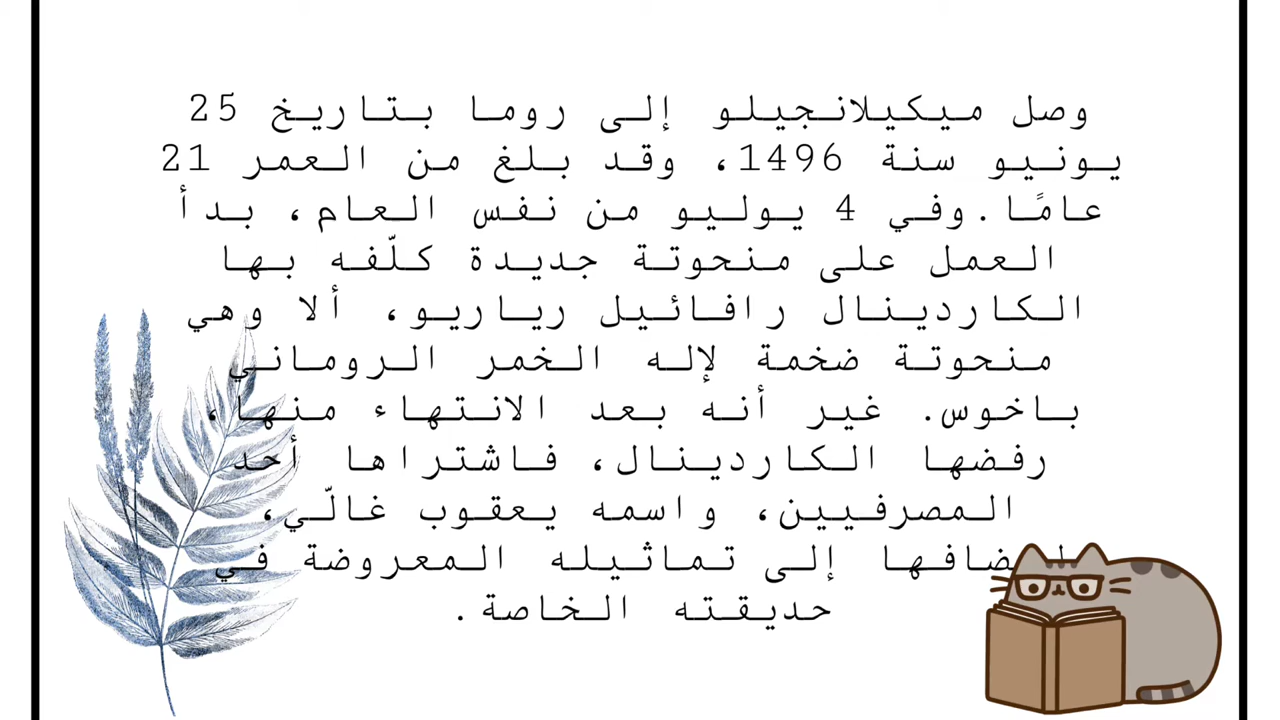 وصل ميكيلانجيلو إلى روما بتاريخ 25
يونيو سنة 1496، وقد بلغ من العمر 21
عامًا.وفي 4 يوليو من نفس العام، بدأ
العمل على منحوتة جديدة كلّفه بها
الكاردينال رافائيل رياريو، ألا وهي
منحوتة ضخمة لإله الخمر الروماني
باخوس. غير أنه بعد الانتهاء منها،
رفضها الكاردينال، فاشتراها أحد
المصرفيين، واسمه يعقوب غالّي،
إلى تماثيله المعروضة في
حديقته الخاصة.